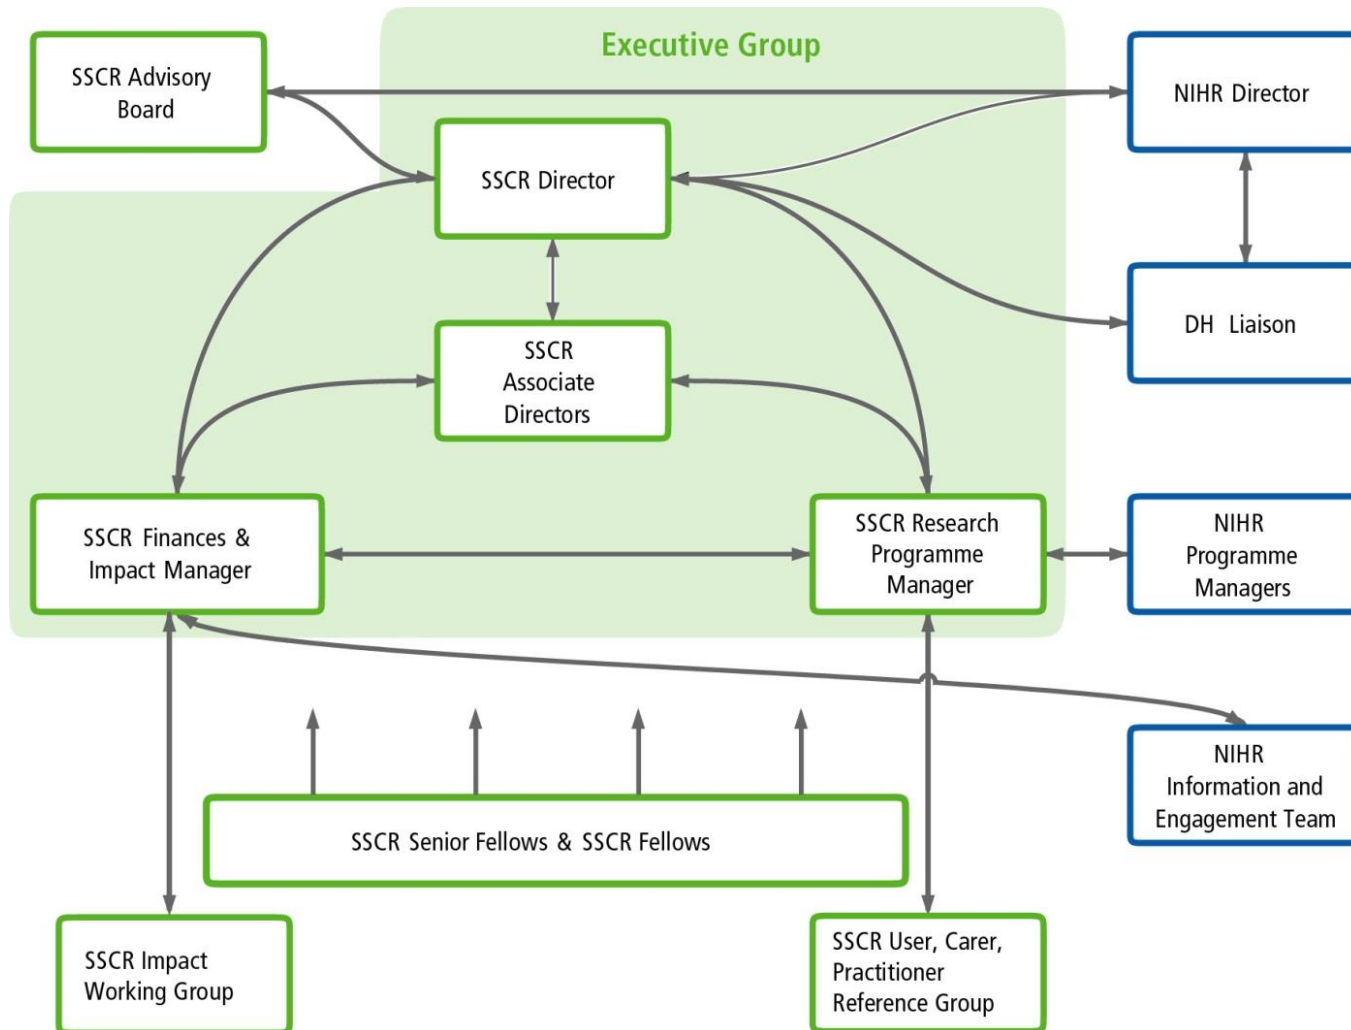 Executive Group
SSCR Advisory
Board
NIHR Director
SSCR Director
DH Liaison
SSCR
Associate
Directors
SSCR Finances &
Impact Manager
SSCR Research
Programme
Manager
NIHR
Programme
Managers
NIHR
Information and
Engagement Team
SSCR Senior Fellows & SSCR Fellows
SSCR Impact
Working Group
SSCR User, Carer,
Practitioner
Reference Group